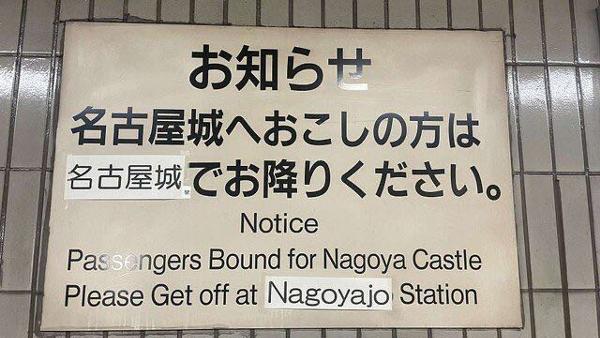 お知らせ
名古屋城へおこしの方は
名古屋城でお降りください。
Notice
Passengers Bound for Nagoya Castle
Please Get off at Nagoyajo Station